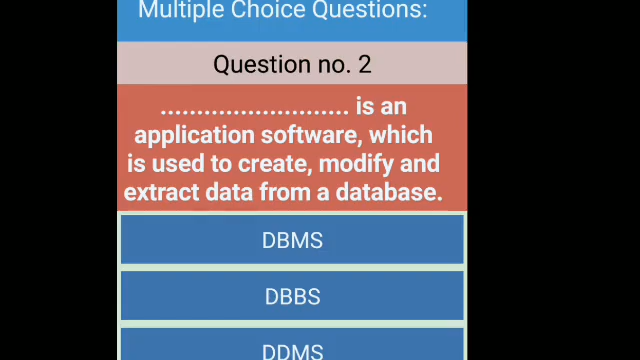 Multiple Choice Questions:
Question no. 2
.......................... is an
application software, which
is used to create, modify and
extract data from a database.
DBMS
DBBS
DDMS